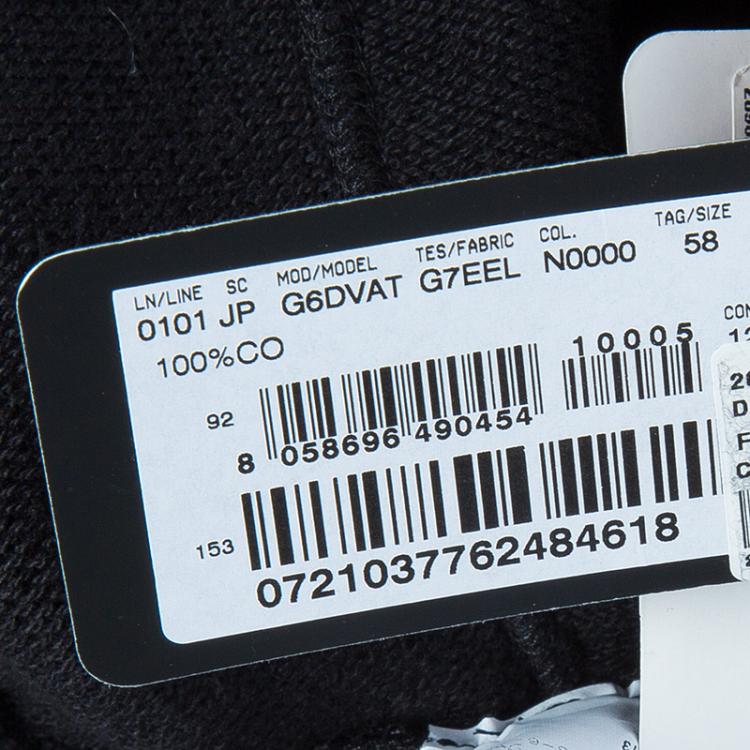 LN/LINE SC MOD/MODEL TES/FABRIC COL. TAG/SIZE
0101 JP G6DVAT G7EEL N0000 58
100%CO
10005
92
8 058696 490454
153
0721037762484618